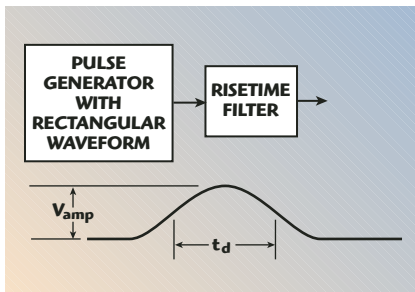 PULSE
GENERATOR
WITH
RECTANGULAR
WAVEFORM
RISETIME
FILTER
Vamp
td